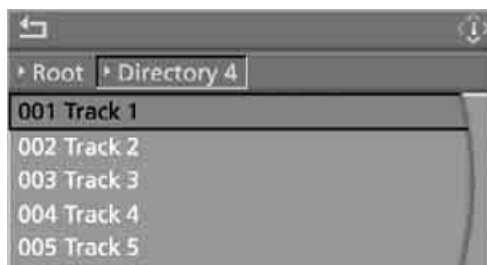 Root Directory 4
001 Track 1
002 Track 2
003 Track 3
004 Track 4
005 Track 5